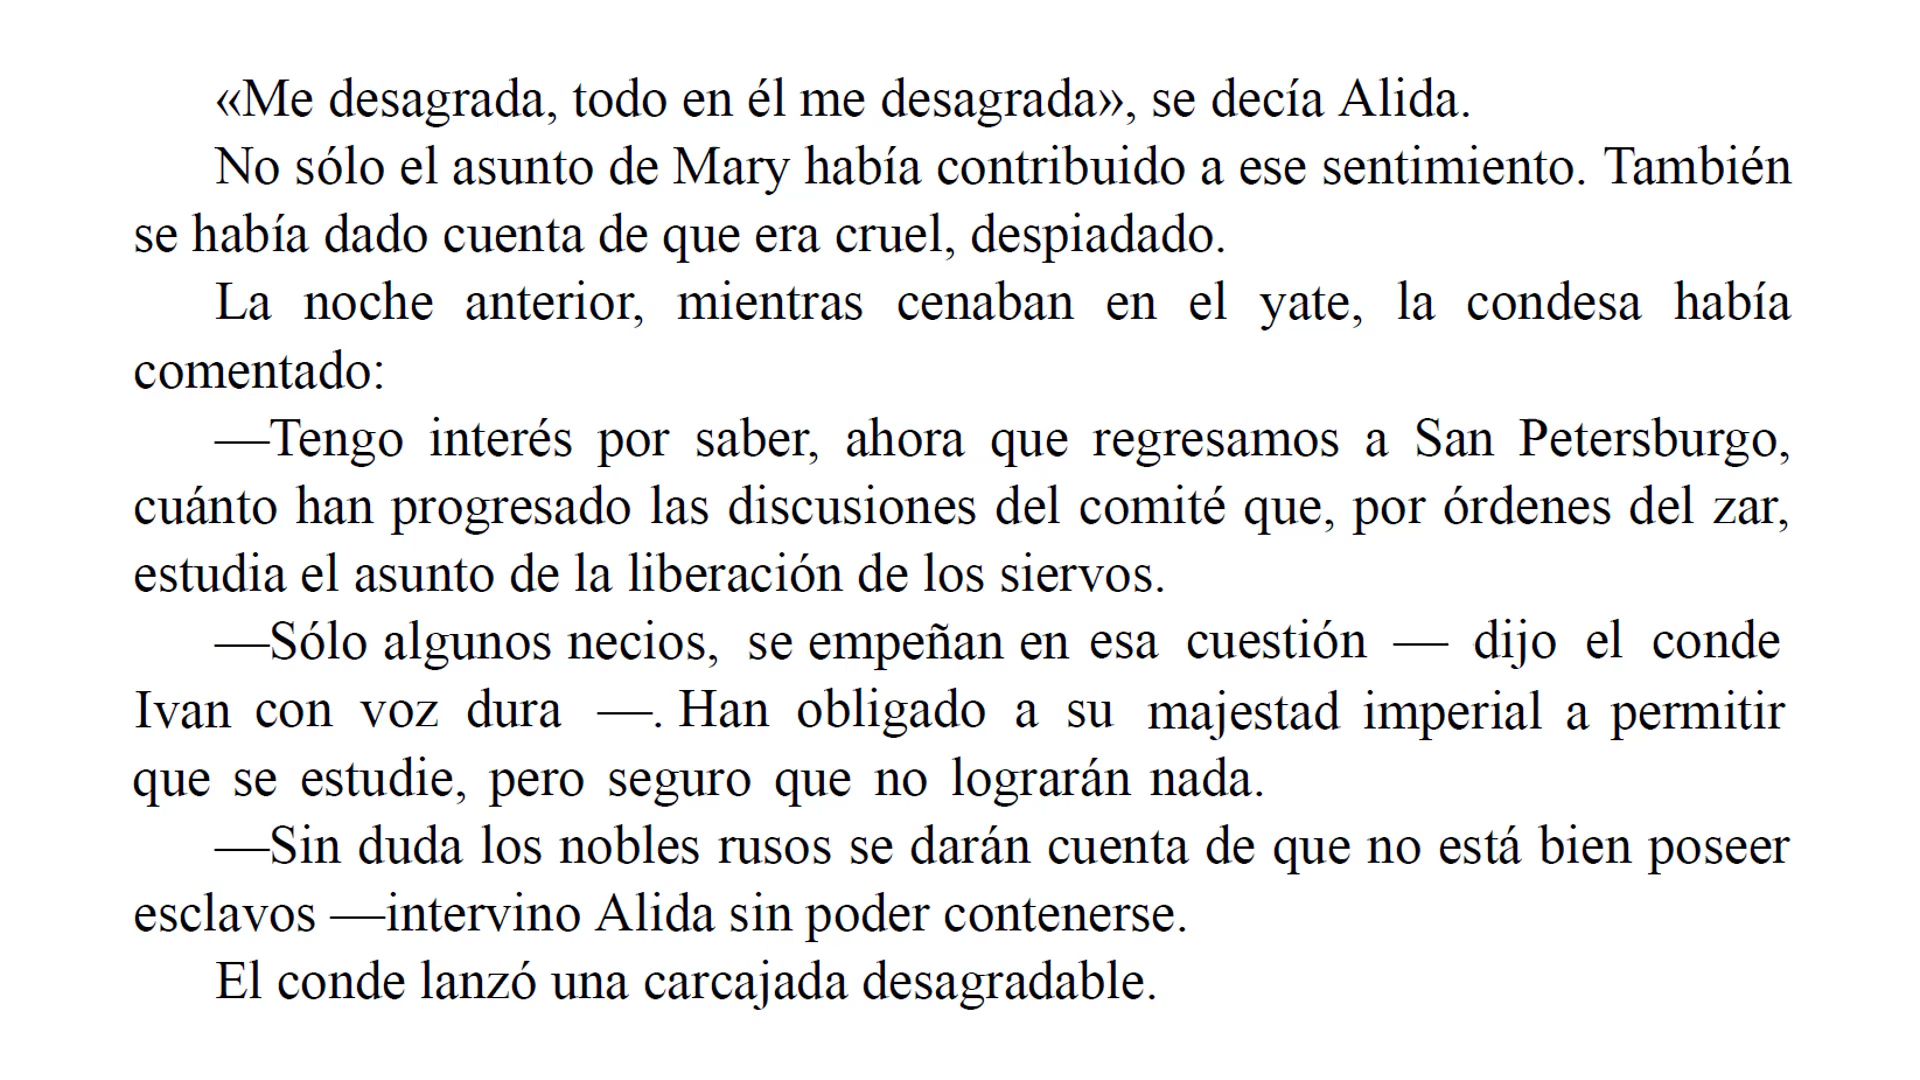 «Me desagrada, todo en él me desagrada», se decía Alida.
No sólo el asunto de Mary había contribuido a ese sentimiento. También
se había dado cuenta de que era cruel, despiadado.
La noche anterior, mientras cenaban en el yate, la condesa había
comentado:
—Tengo interés por saber, ahora que regresamos a San Petersburgo,
cuánto han progresado las discusiones del comité que, por órdenes del zar,
estudia el asunto de la liberación de los siervos.
—Sólo algunos necios, se empeñan en esa cuestión — dijo el conde
Ivan con voz dura —. Han obligado a su majestad imperial a permitir
que se estudie, pero seguro que no lograrán nada.
—Sin duda los nobles rusos se darán cuenta de que no está bien poseer
esclavos —intervino Alida sin poder contenerse.
El conde lanzó una carcajada desagradable.